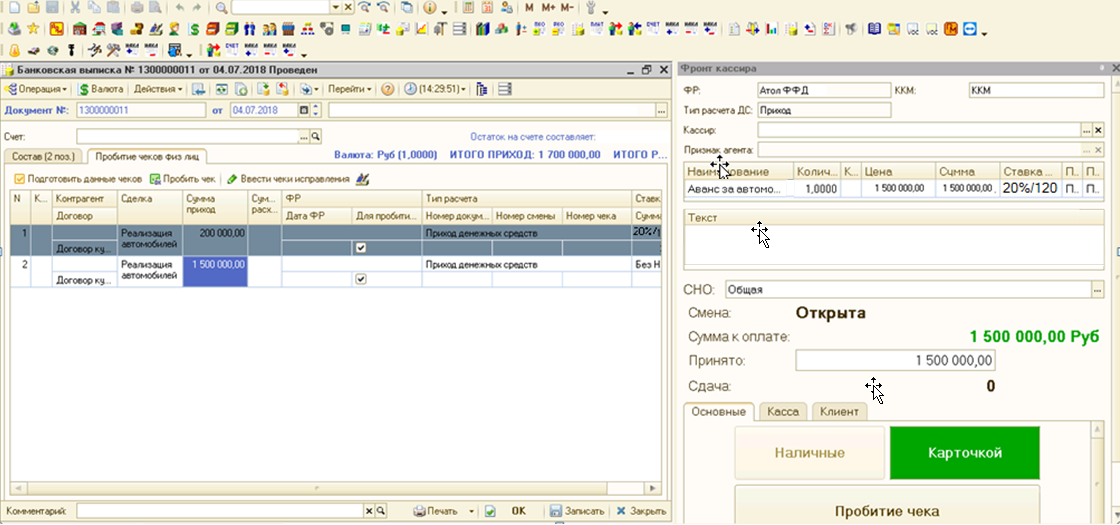 M M+ M-
Банковская выписка № 1300000011 от 04.07.2018 Проведен
Операция
Валюта
Действия
Перейти
(14:29:51)
Документ №: 1300000011 от 04.07.2018
Счет:
Остаток на счете составляет:
Состав (2 поз.)
Пробитие чеков физ лиц
Валюта: Руб (1,0000) ИТОГО ПРИХОД: 1 700 000,00 ИТОГО Р...
Подготовить данные чеков
Пробить чек
Ввести чеки исправления
N К... Контрагент Сделка Сумма приход Сум... расх... ФР Тип расчета Ставк
Договор Дата ФР Для пробити... Номер докум... Номер смены Номер чека Сумма
1 Реализация автомобилей 200 000,00 Приход денежных средств 20%/1
Договор ку...
2 Реализация автомобилей 1 500 000,00 Приход денежных средств Без Н
Договор ку...
Комментарий:
Печать
OK
Записать
Закрыть
Фронт кассира
ФР: Атол ФФД ККМ: ККМ
Тип расчета ДС: Приход
Кассир:
Признак агента:
Наименование Колич... К... Цена Сумма Ставка... П.. П..
Аванс за автомо... 1,0000 1 500 000,00 1 500 000,00 20%/120 П.. П..
Текст
СНО: Общая
Смена: Открыта
Сумма к оплате: 1 500 000,00 Руб
Принято: 1 500 000,00
Сдача: 0
Основные
Касса
Клиент
Наличные
Карточкой
Пробитие чека